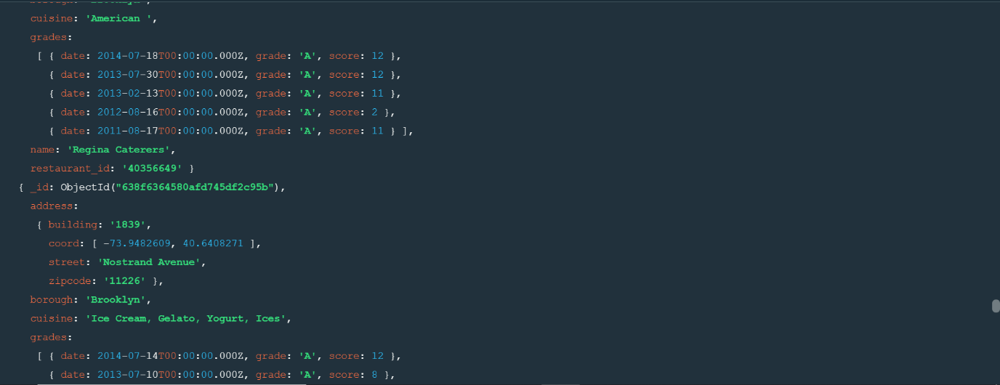 cuisine: 'American ',
grades:
[ { date: 2014-07-18T00:00:00.000Z, grade: 'A', score: 12 },
{ date: 2013-07-30T00:00:00.000Z, grade: 'A', score: 12 },
{ date: 2013-02-13T00:00:00.000Z, grade: 'A', score: 11 },
{ date: 2012-08-16T00:00:00.000Z, grade: 'A', score: 2 },
{ date: 2011-08-17T00:00:00.000Z, grade: 'A', score: 11 } ],
name: 'Regina Caterers',
restaurant_id: '40356649' }
{ _id: ObjectId("638f6364580afd745df2c95b"),
address:
{ building: '1839',
coord: [ -73.9482609, 40.6408271 ],
street: 'Nostrand Avenue',
zipcode: '11226' },
borough: 'Brooklyn',
cuisine: 'Ice Cream, Gelato, Yogurt, Ices',
grades:
[ { date: 2014-07-14T00:00:00.000Z, grade: 'A', score: 12 },
{ date: 2013-07-10T00:00:00.000Z, grade: 'A', score: 8 },